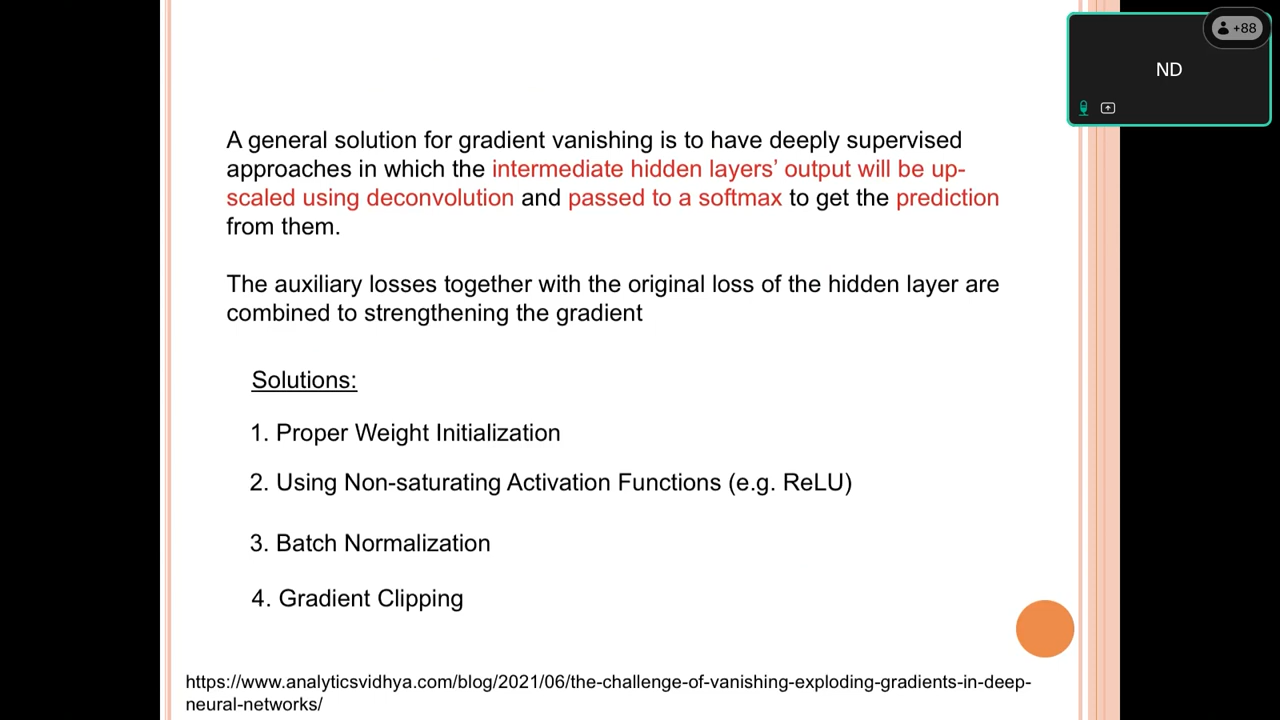 +88
ND
A general solution for gradient vanishing is to have deeply supervised
approaches in which the intermediate hidden layers’ output will be up-
scaled using deconvolution and passed to a softmax to get the prediction
from them.
The auxiliary losses together with the original loss of the hidden layer are
combined to strengthening the gradient
Solutions:
1. Proper Weight Initialization
2. Using Non-saturating Activation Functions (e.g. ReLU)
3. Batch Normalization
4. Gradient Clipping
https://www.analyticsvidhya.com/blog/2021/06/the-challenge-of-vanishing-exploding-gradients-in-deep-
neural-networks/